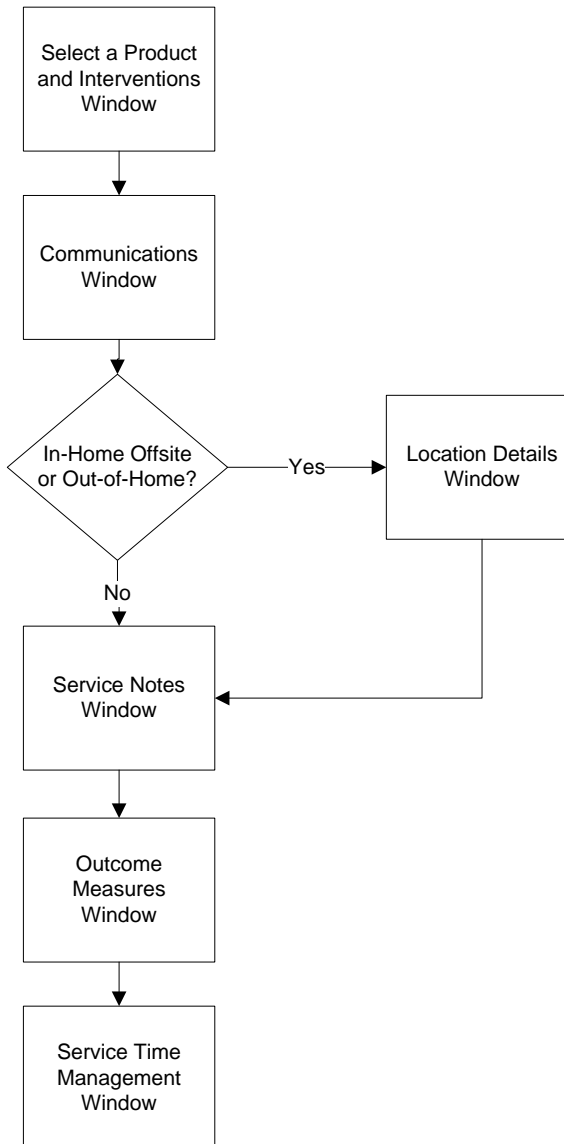 Select a Product
and Interventions
Window
Communications
Window
In-Home Offsite
or Out-of-Home?
Yes
Location Details
Window
No
Service Notes
Window
Outcome
Measures
Window
Service Time
Management
Window